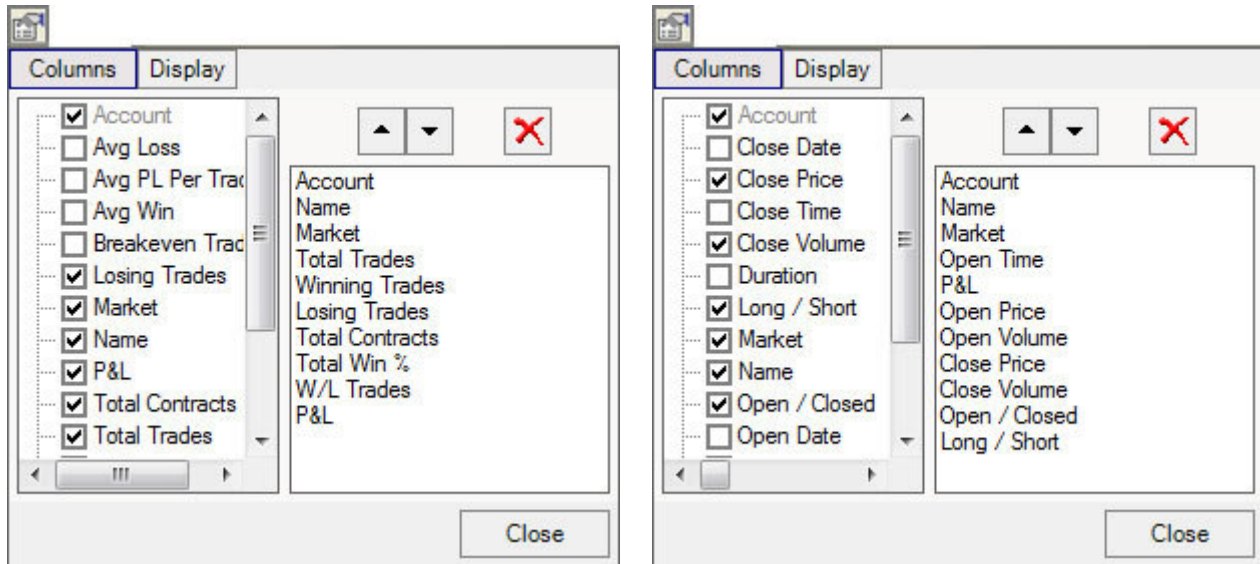 Columns
Display
Account
Avg Loss
Avg PL Per Trad
Avg Win
Breakeven Trad
Losing Trades
Market
Name
P&L
Total Contracts
Total Trades
Account
Name
Market
Total Trades
Winning Trades
Losing Trades
Total Contracts
Total Win %
W/L Trades
P&L
Close
Columns
Display
Account
Close Date
Close Price
Close Time
Close Volume
Duration
Long / Short
Market
Name
Open / Closed
Open Date
Account
Name
Market
Open Time
P&L
Open Price
Open Volume
Close Price
Close Volume
Open / Closed
Long / Short
Close